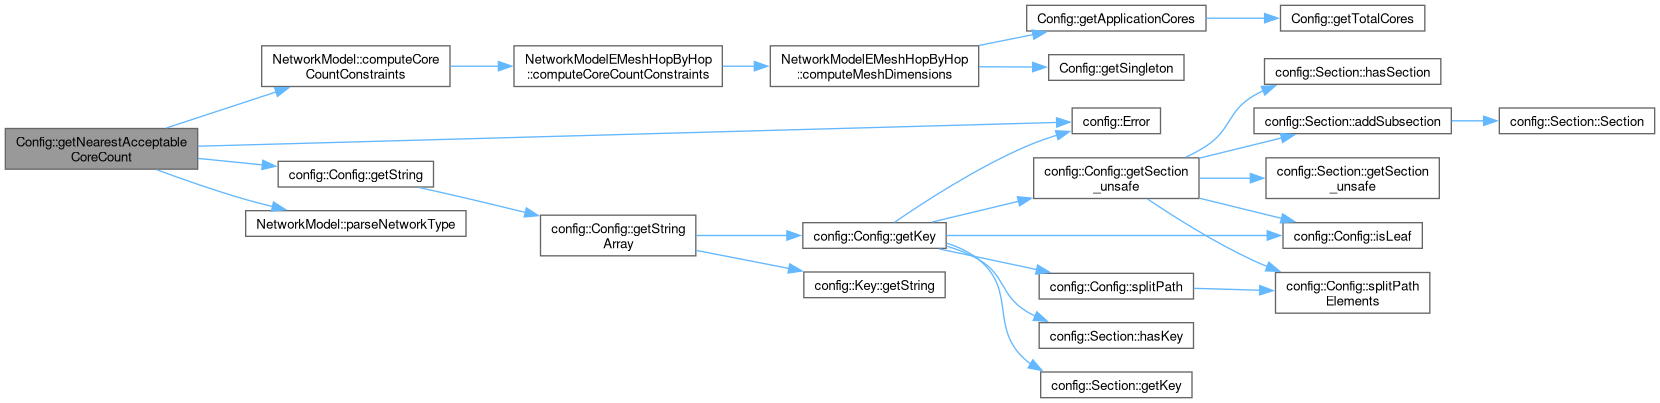 Config::getNearestAcceptable
CoreCount
NetworkModel::computeCore
CountConstraints
NetworkModelEMeshHopByHop
::computeCoreCountConstraints
NetworkModelEMeshHopByHop
::computeMeshDimensions
Config::getApplicationCores
Config::getTotalCores
Config::getSingleton
config::Error
config::Config::getString
config::Config::getString
Array
config::Config::getKey
config::Config::getSection
_unsafe
config::Section::hasSection
config::Section::addSubsection
config::Section::Section
config::Section::getSection
_unsafe
config::Config::isLeaf
config::Config::splitPath
Elements
config::Config::splitPath
config::Section::hasKey
config::Section::getKey
config::Key::getString
NetworkModel::parseNetworkType